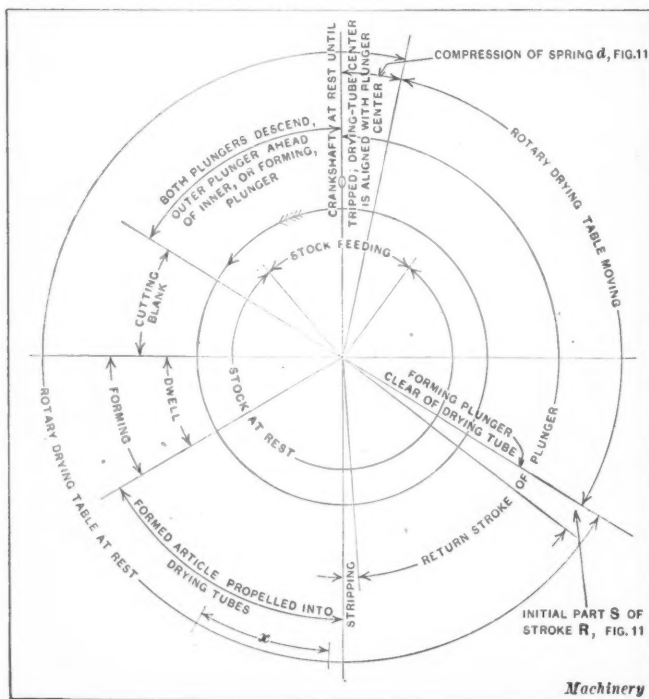 COMPRESSION OF SPRING d, FIG.11
CRANKSHAFT AT REST UNTIL
TRIPPED; DRYING-TUBE CENTER
IS ALIGNED WITH PLUNGER
CENTER
BOTH PLUNGERS DESCEND,
OUTER PLUNGER AHEAD
OF INNER, OR FORMING,
PLUNGER
ROTARY DRYING TABLE MOVING
STOCK FEEDING
CUTTING
BLANK
FORMING
DWELL
STOCK AT REST
ROTARY DRYING TABLE AT REST
FORMING PLUNGER
CLEAR OF DRYING TUBE
RETURN STROKE OF PLUNGER
FORMED ARTICLE PROPELLED INTO
DRYING TUBES
x
STRIPPING
INITIAL PART S OF
STROKE R, FIG.11
Machinery